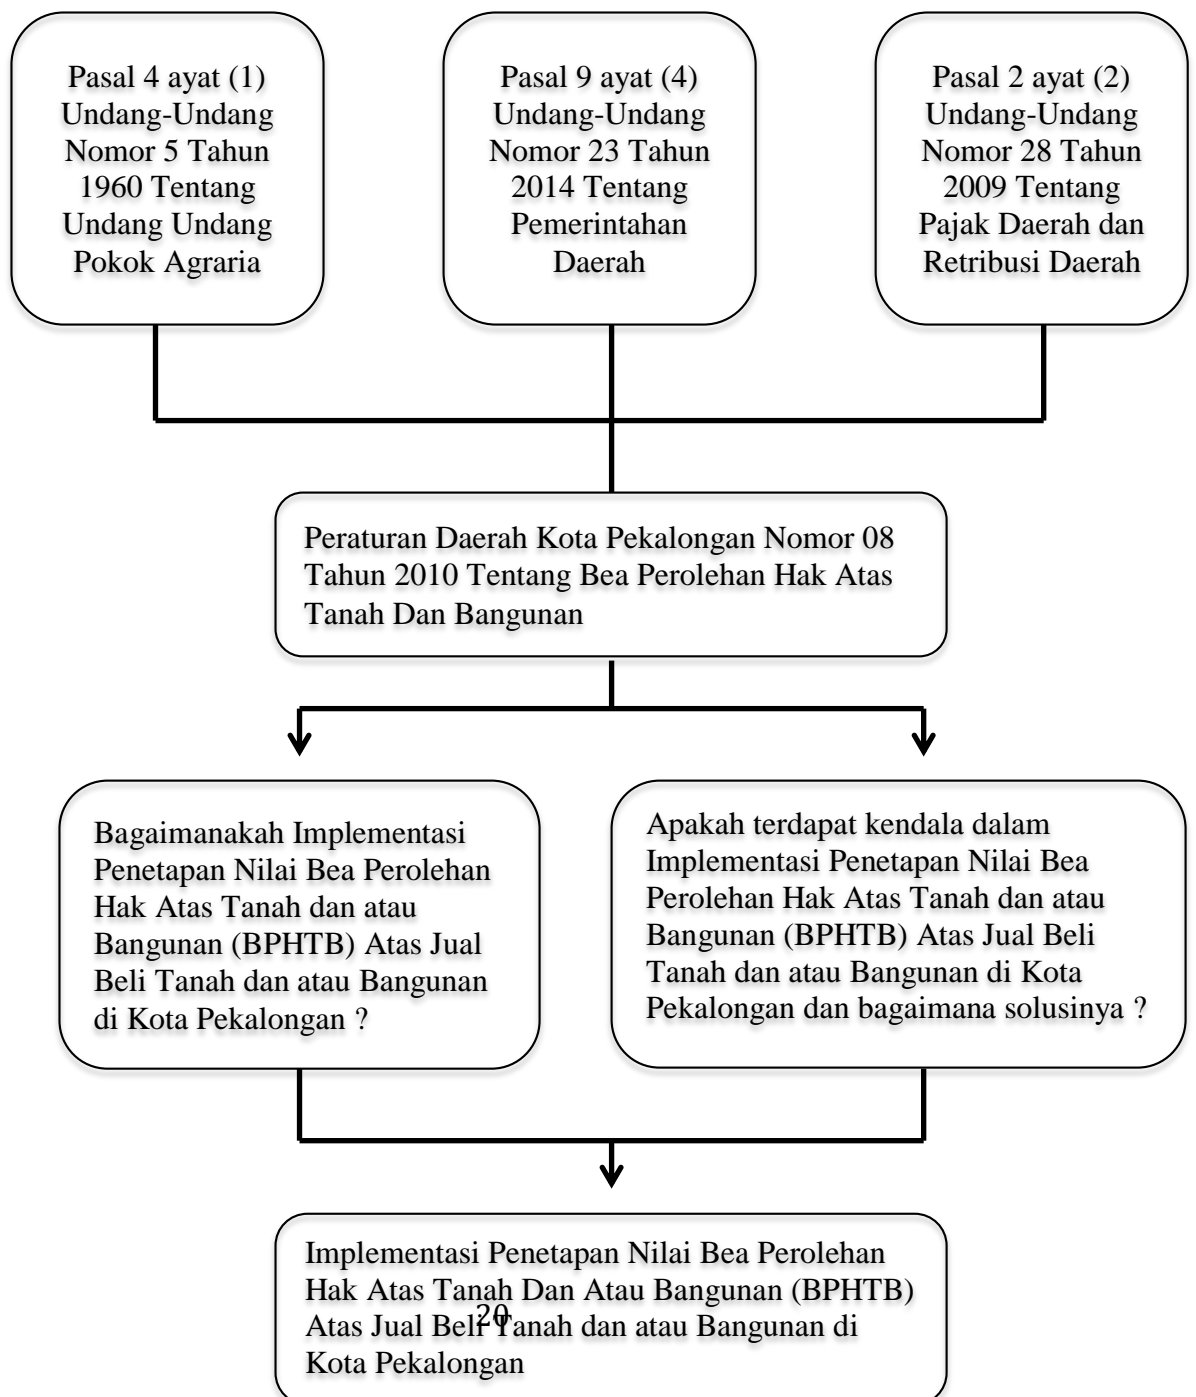 Pasal 4 ayat (1)
Undang-Undang
Nomor 5 Tahun
1960 Tentang
Undang Undang
Pokok Agraria
Pasal 9 ayat (4)
Undang-Undang
Nomor 23 Tahun
2014 Tentang
Pemerintahan
Daerah
Pasal 2 ayat (2)
Undang-Undang
Nomor 28 Tahun
2009 Tentang
Pajak Daerah dan
Retribusi Daerah
Peraturan Daerah Kota Pekalongan Nomor 08
Tahun 2010 Tentang Bea Perolehan Hak Atas
Tanah Dan Bangunan
Bagaimanakah Implementasi
Penetapan Nilai Bea Perolehan
Hak Atas Tanah dan atau
Bangunan (BPHTB) Atas Jual
Beli Tanah dan atau Bangunan
di Kota Pekalongan ?
Apakah terdapat kendala dalam
Implementasi Penetapan Nilai Bea
Perolehan Hak Atas Tanah dan atau
Bangunan (BPHTB) Atas Jual Beli
Tanah dan atau Bangunan di Kota
Pekalongan dan bagaimana solusinya ?
Implementasi Penetapan Nilai Bea Perolehan
Hak Atas Tanah Dan Atau Bangunan (BPHTB)
Atas Jual Beli Tanah dan atau Bangunan di
Kota Pekalongan
20